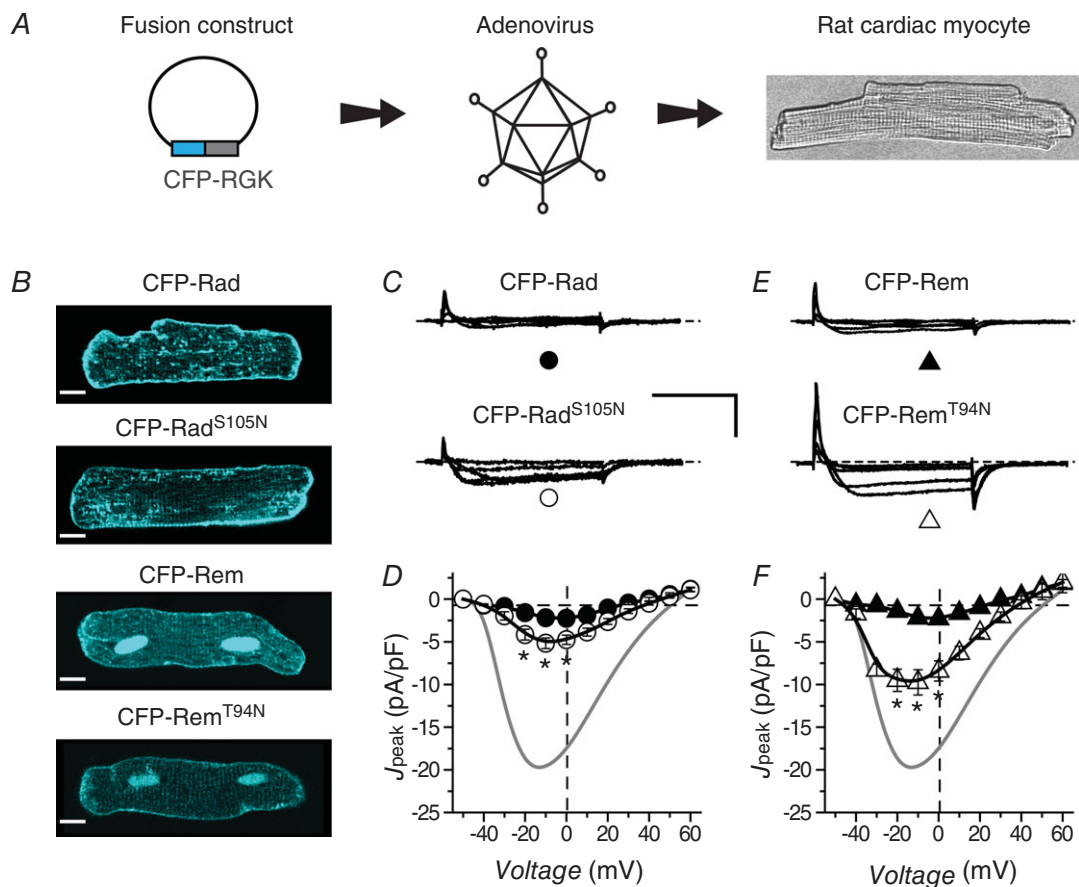 A
Fusion construct
Adenovirus
Rat cardiac myocyte
CFP-RGK
B
CFP-Rad
CFP-Rad^S105N
CFP-Rem
CFP-Rem^T94N
C
CFP-Rad
CFP-Rad^S105N
E
CFP-Rem
CFP-Rem^T94N
D
J_peak (pA/pF)
0
-5
-10
-15
-20
-25
* * *
-40 -20 0 20 40 60
Voltage (mV)
F
J_peak (pA/pF)
0
-5
-10
-15
-20
-25
* * *
-40 -20 0 20 40 60
Voltage (mV)